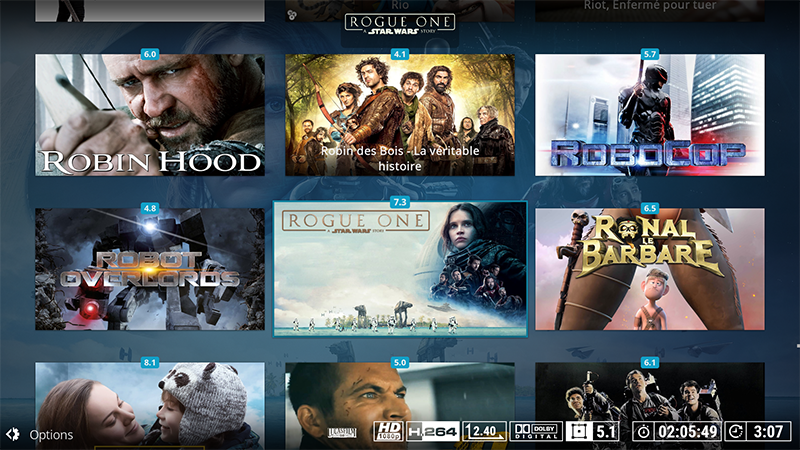 Rio
Riot, Enfermé pour tuer
ROGUE ONE
A STAR WARS STORY
6.0
4.1
5.7
ROBIN HOOD
Robin des Bois - La véritable
histoire
ROBOCOP
4.8
7.3
6.5
ROBOT
OVERLORDS
ROGUE ONE
A STAR WARS STORY
RONAL
LE
BARBARE
8.1
5.0
6.1
Options
LUCASFILM
HD
1080p
H.264
2.40
DOLBY
DIGITAL
5.1
02:05:49
3:07